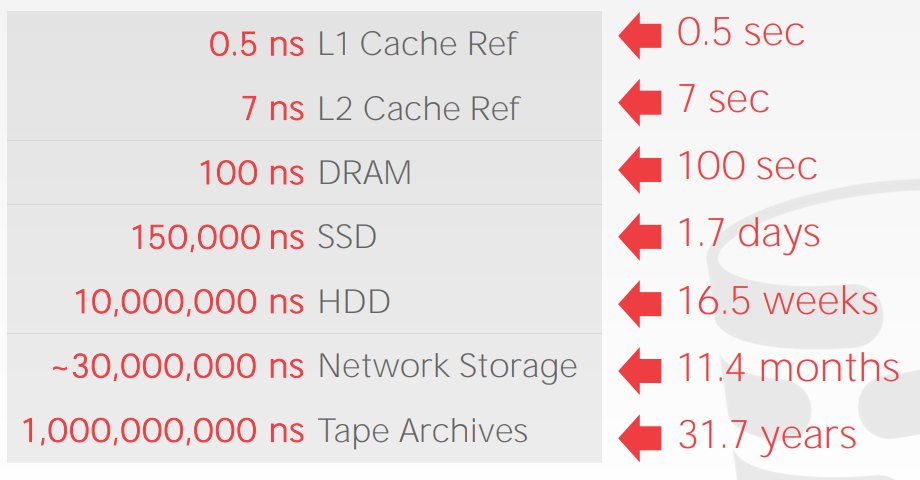 0.5 ns L1 Cache Ref 0.5 sec
7 ns L2 Cache Ref 7 sec
100 ns DRAM 100 sec
150,000 ns SSD 1.7 days
10,000,000 ns HDD 16.5 weeks
~30,000,000 ns Network Storage 11.4 months
1,000,000,000 ns Tape Archives 31.7 years